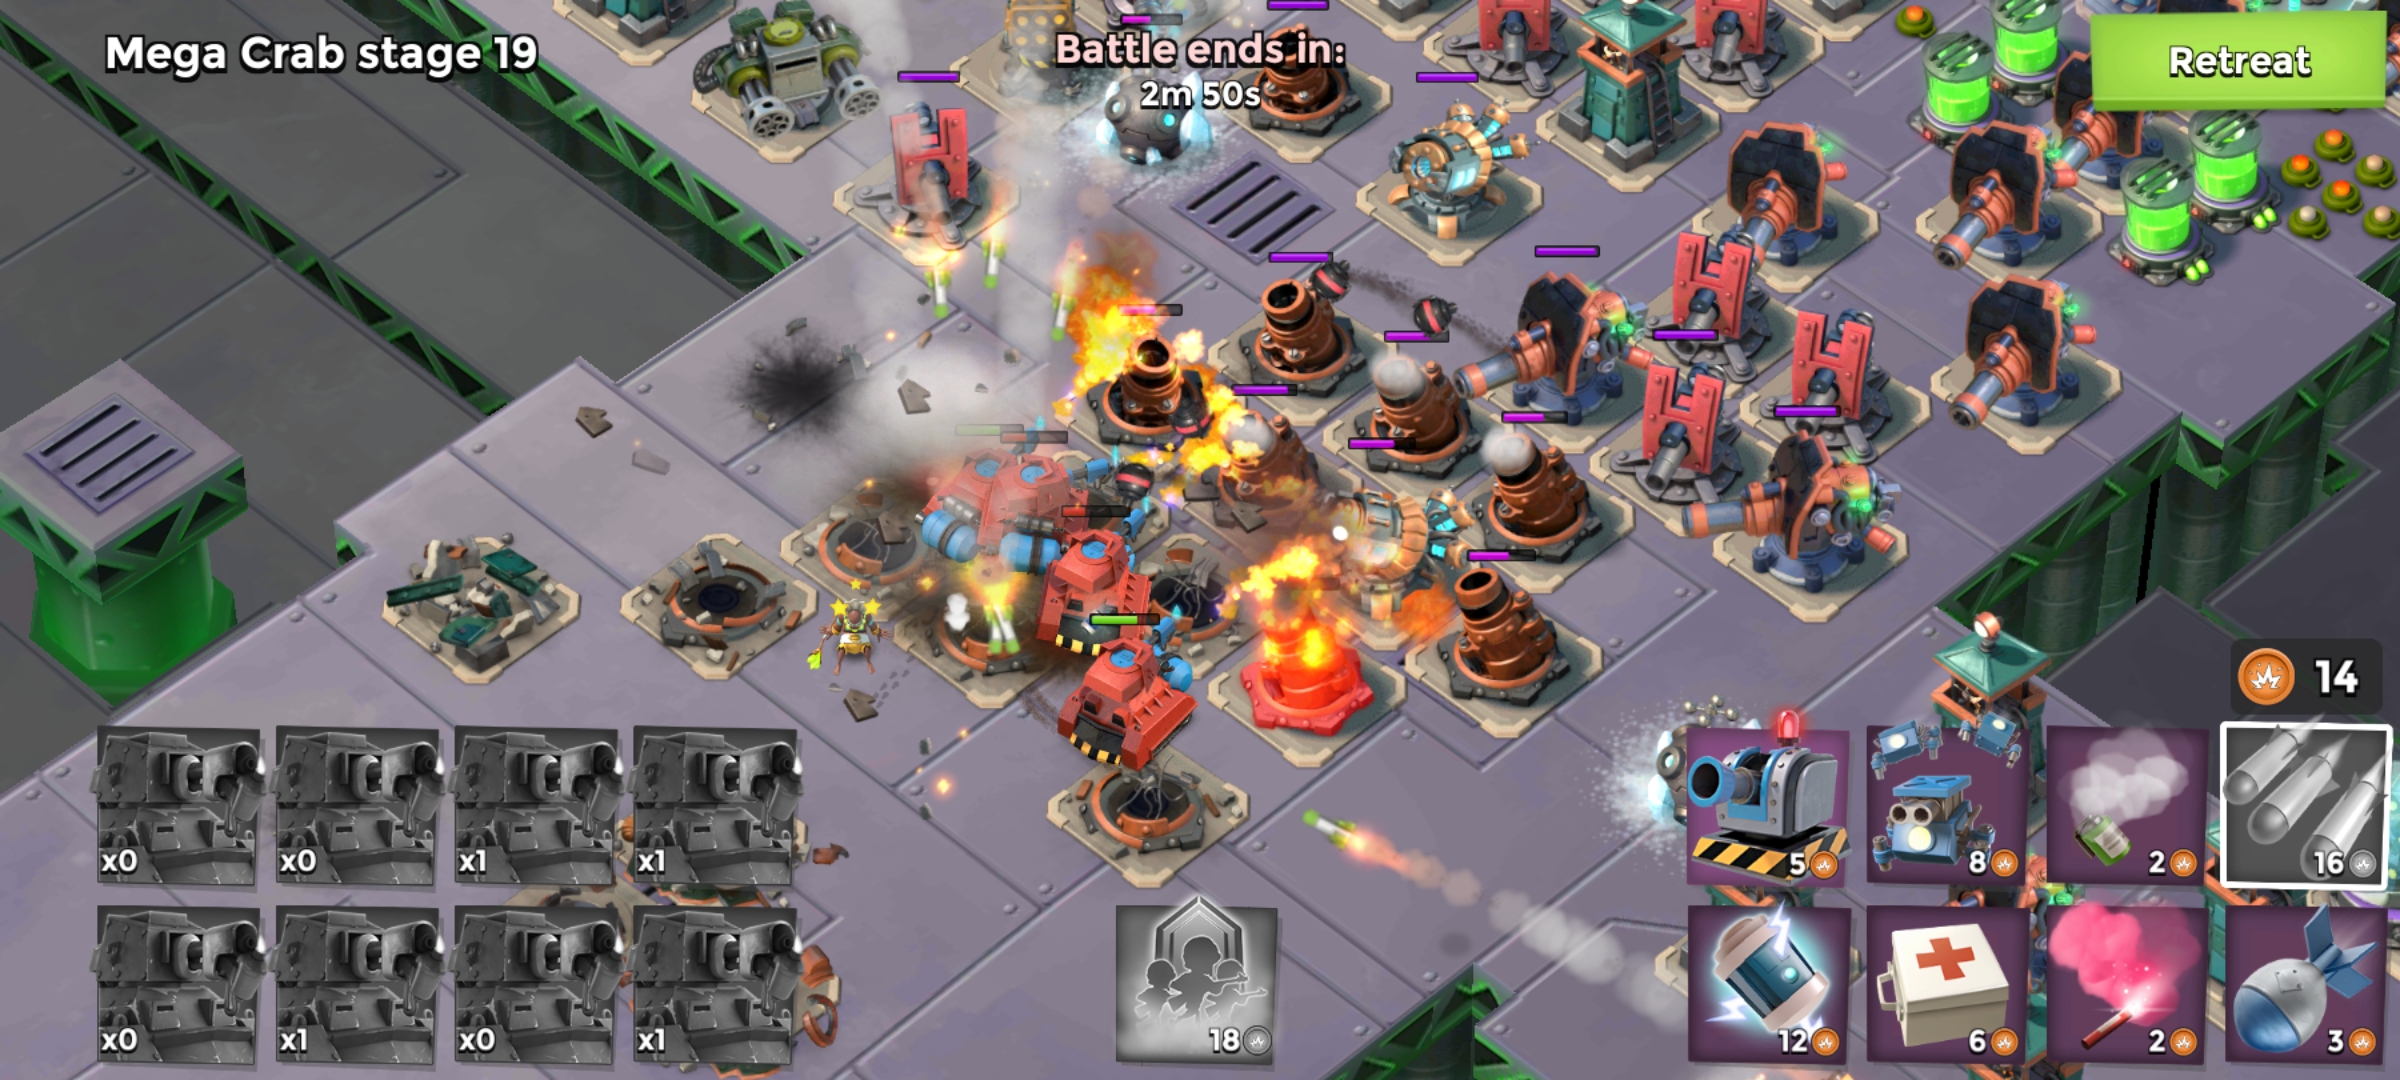 Mega Crab stage 19
Battle ends in:
2m 50s
Retreat
14
x0
x0
x1
x1
5
8
2
16
x0
x1
x0
x1
18
12
6
2
3